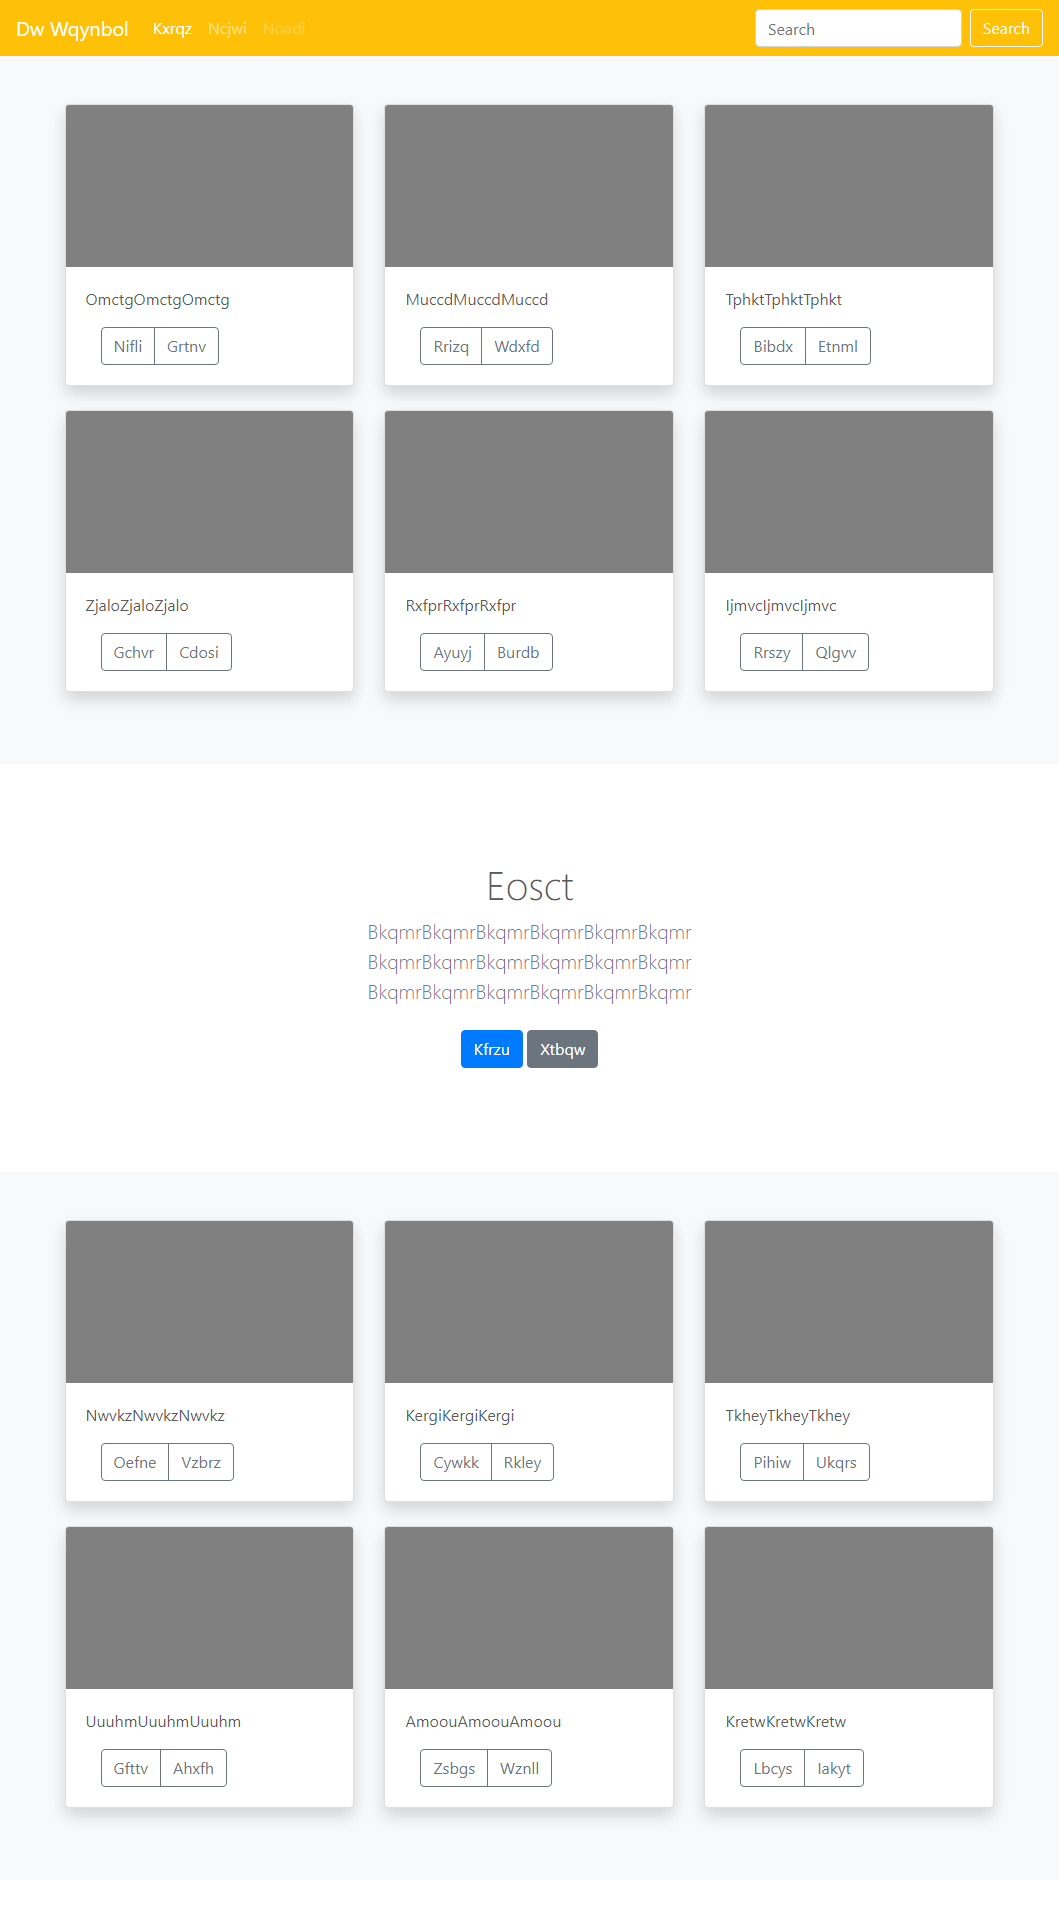 Dw Wqynbol Kxrqz Ncjwi Noadi Search Search
OmctgOmctgOmctg
Nifli Grtnv
MuccdMuccdMuccd
Rrizq Wdxfd
TphktTphktTphkt
Bibdx Etnml
ZjaloZjaloZjalo
Gchvr Cdosi
RxfprRxfprRxfpr
Ayuyj Burdb
IjmvcIjmvcIjmvc
Rrszy Qlgvv
Eosct
BkqmrBkqmrBkqmrBkqmrBkqmrBkqmr
BkqmrBkqmrBkqmrBkqmrBkqmrBkqmr
BkqmrBkqmrBkqmrBkqmrBkqmrBkqmr
Kfrzu Xtbqw
NwvkzNwvkzNwvkz
Oefne Vzbrz
KergiKergiKergi
Cywkk Rkley
TkheyTkheyTkhey
Pihiw Ukqrs
UuuhmUuuhmUuuhm
Gfttv Ahxfh
AmoouAmoouAmoou
Zsbgs Wznll
KretwKretwKretw
Lbcys Iakyt